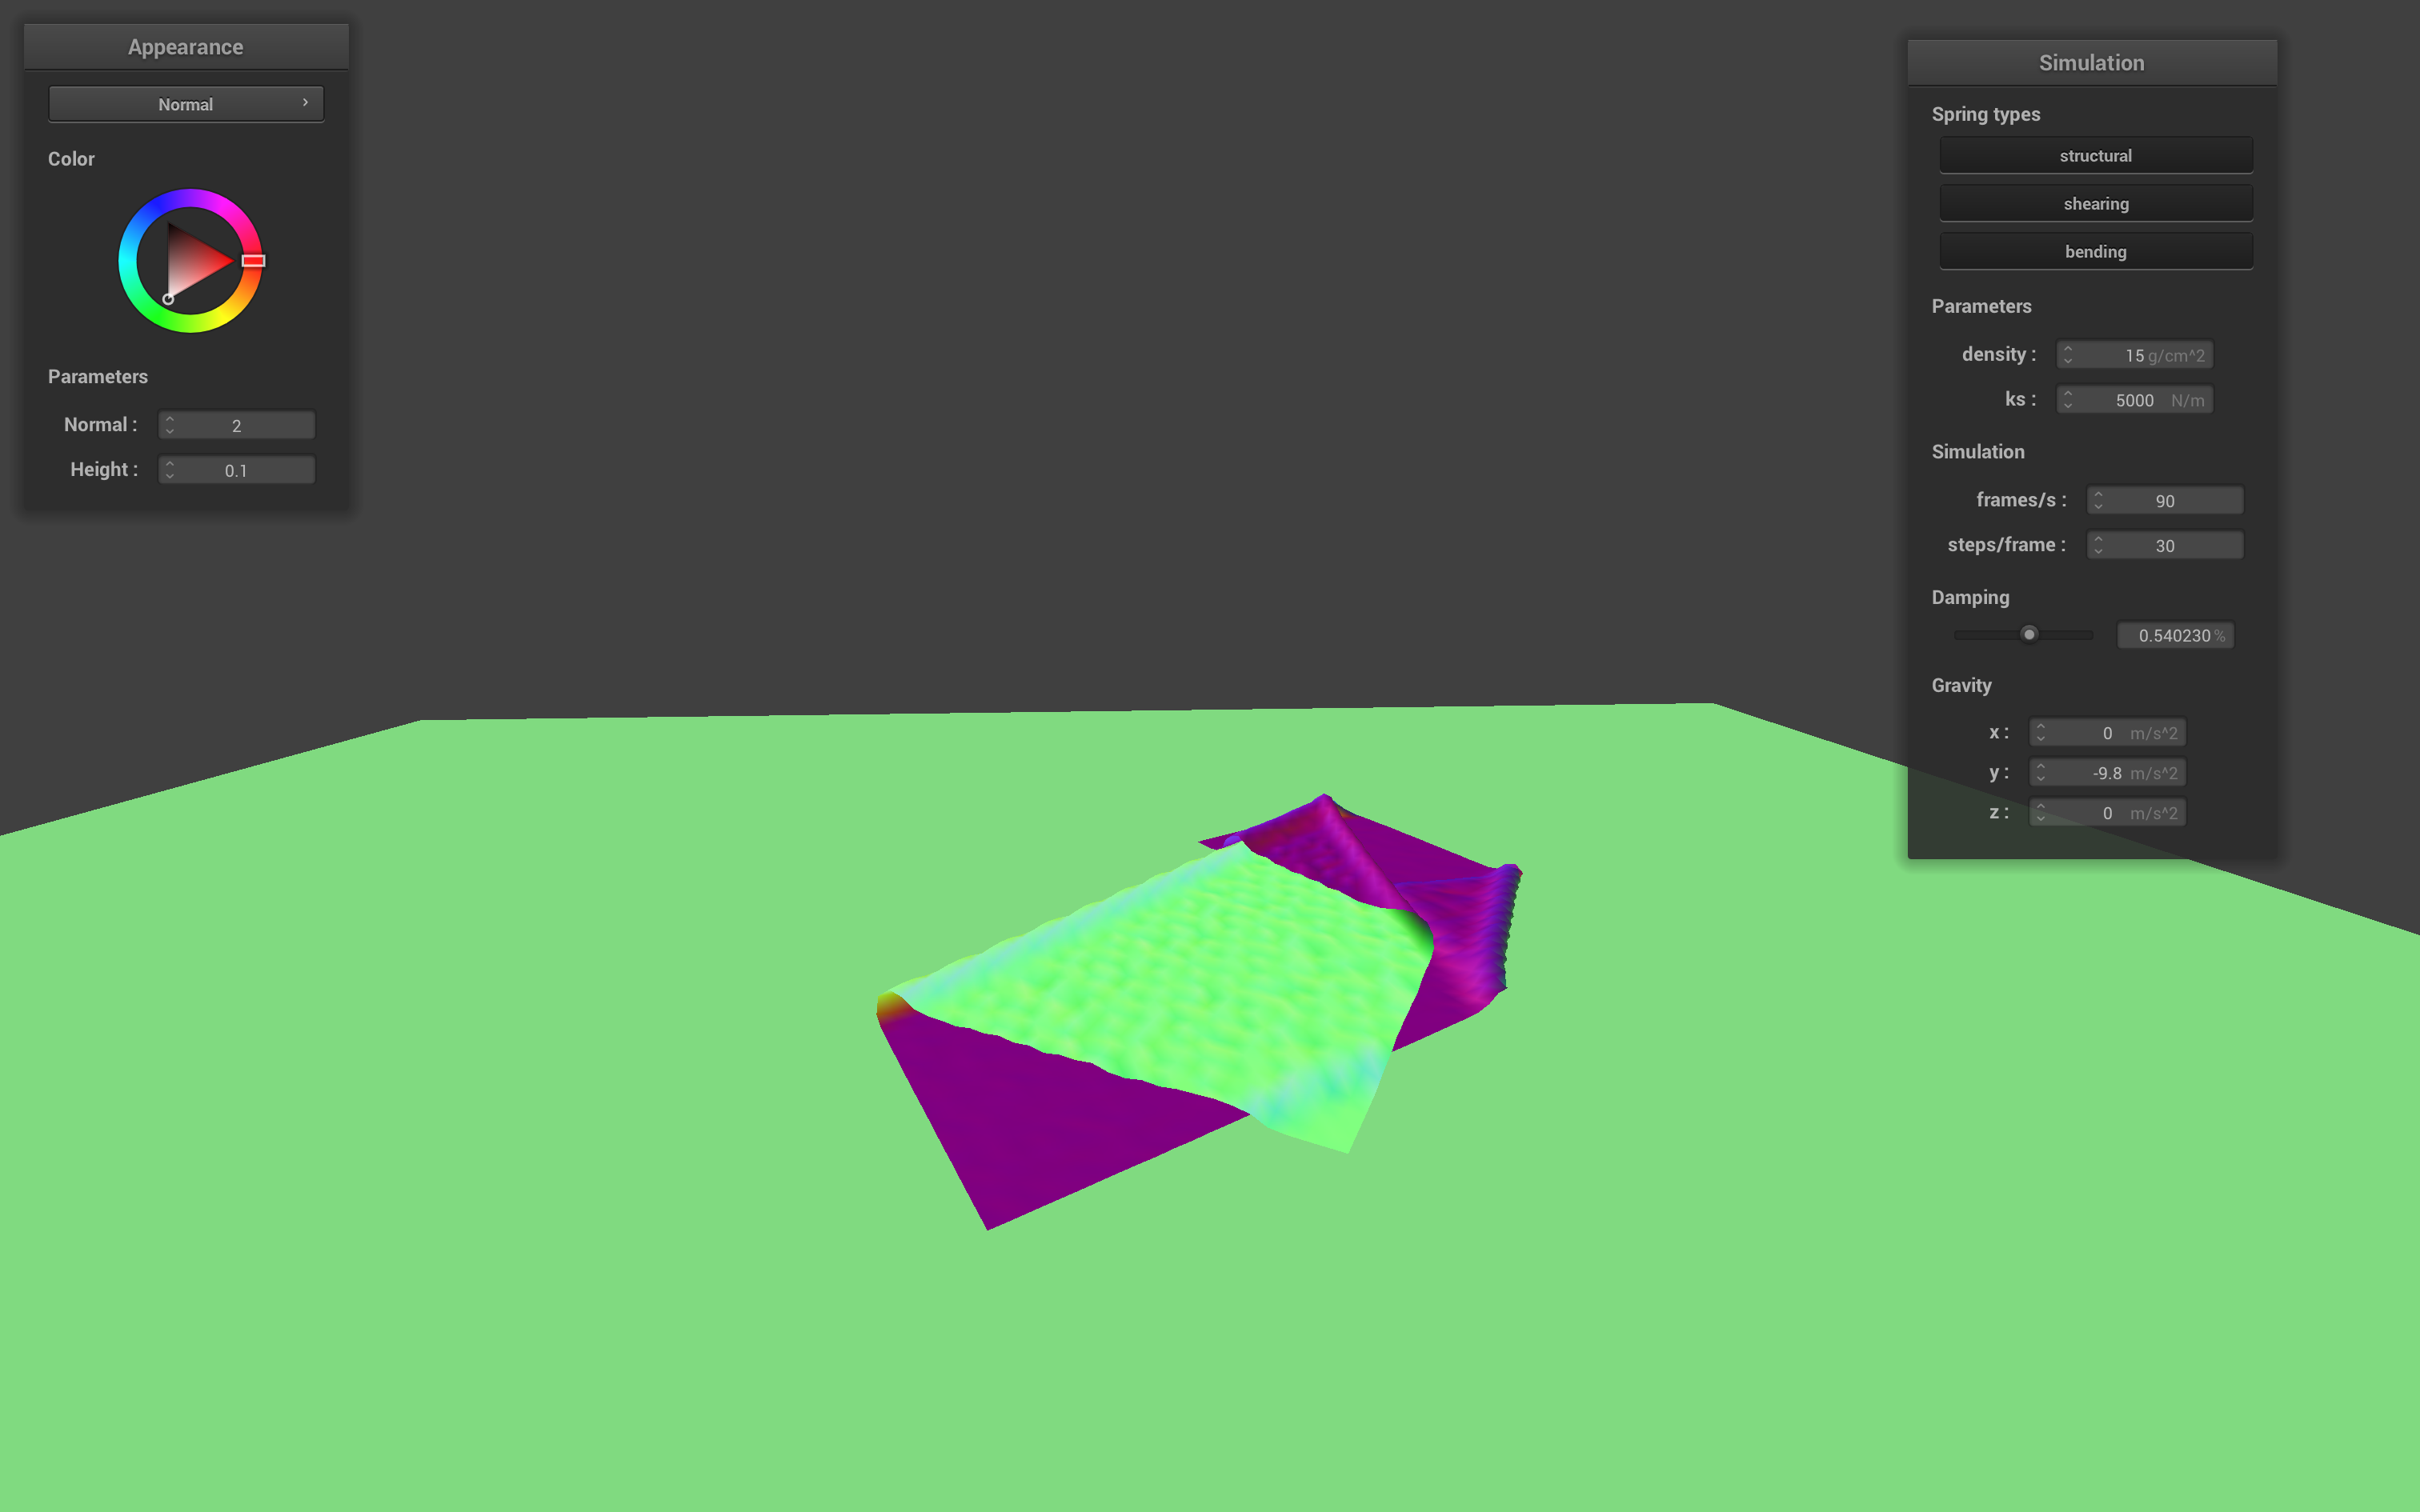 Appearance
Normal
Color
Parameters
Normal : 2
Height : 0.1
Simulation
Spring types
structural
shearing
bending
Parameters
density : 15 g/cm^2
ks : 5000 N/m
Simulation
frames/s : 90
steps/frame : 30
Damping
0.540230 %
Gravity
x : 0 m/s^2
y : -9.8 m/s^2
z : 0 m/s^2